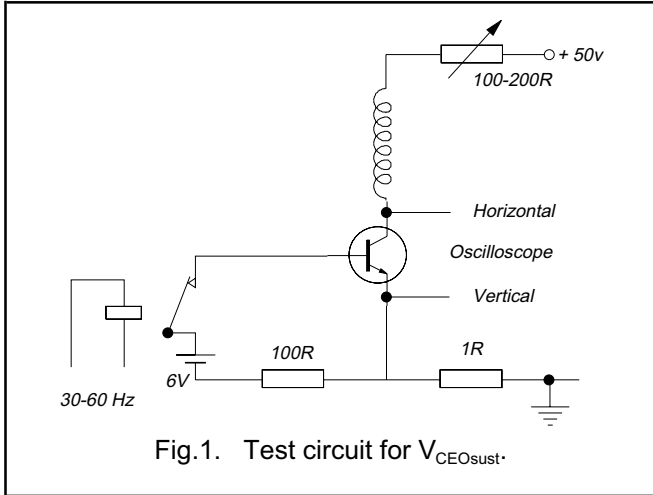 + 50v
100-200R
Horizontal
Oscilloscope
Vertical
100R
1R
6V
30-60 Hz
Fig.1. Test circuit for VCEOsust.